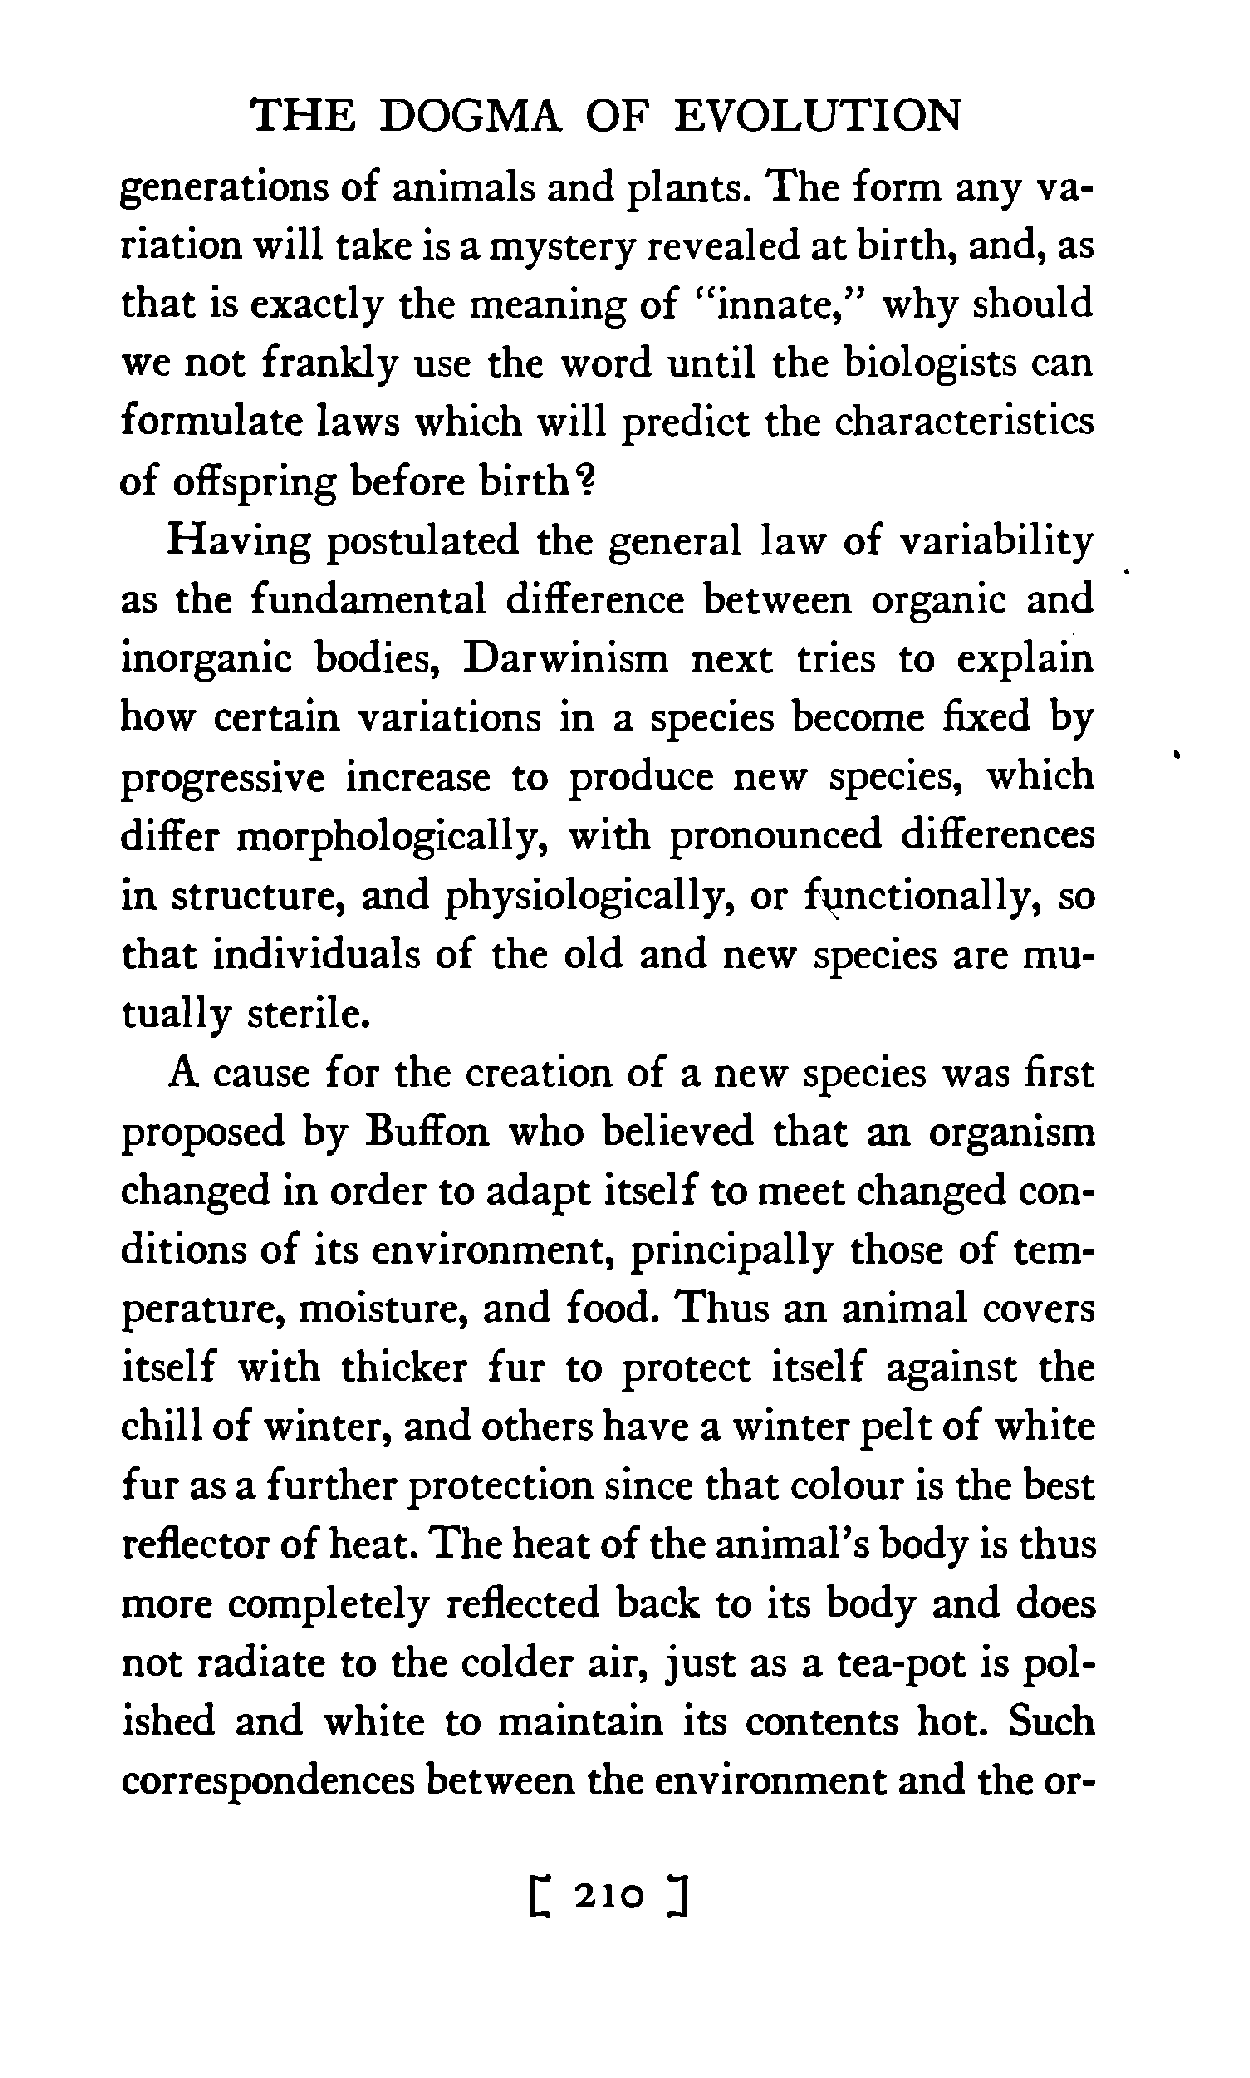 THE DOGMA OF EVOLUTION
generations of animals and plants. The form any va-
riation will take is a mystery revealed at birth, and, as
that is exactly the meaning of "innate," why should
we not frankly use the word until the biologists can
formulate laws which will predict the characteristics
of offspring before birth?
Having postulated the general law of variability
as the fundamental difference between organic and
inorganic bodies, Darwinism next tries to explain
how certain variations in a species become fixed by
progressive increase to produce new species, which
differ morphologically, with pronounced differences
in structure, and physiologically, or functionally, so
that individuals of the old and new species are mu-
tually sterile.
A cause for the creation of a new species was first
proposed by Buffon who believed that an organism
changed in order to adapt itself to meet changed con-
ditions of its environment, principally those of tem-
perature, moisture, and food. Thus an animal covers
itself with thicker fur to protect itself against the
chill of winter, and others have a winter pelt of white
fur as a further protection since that colour is the best
reflector of heat. The heat of the animal's body is thus
more completely reflected back to its body and does
not radiate to the colder air, just as a tea-pot is pol-
ished and white to maintain its contents hot. Such
correspondences between the environment and the or-
[ 210 ]